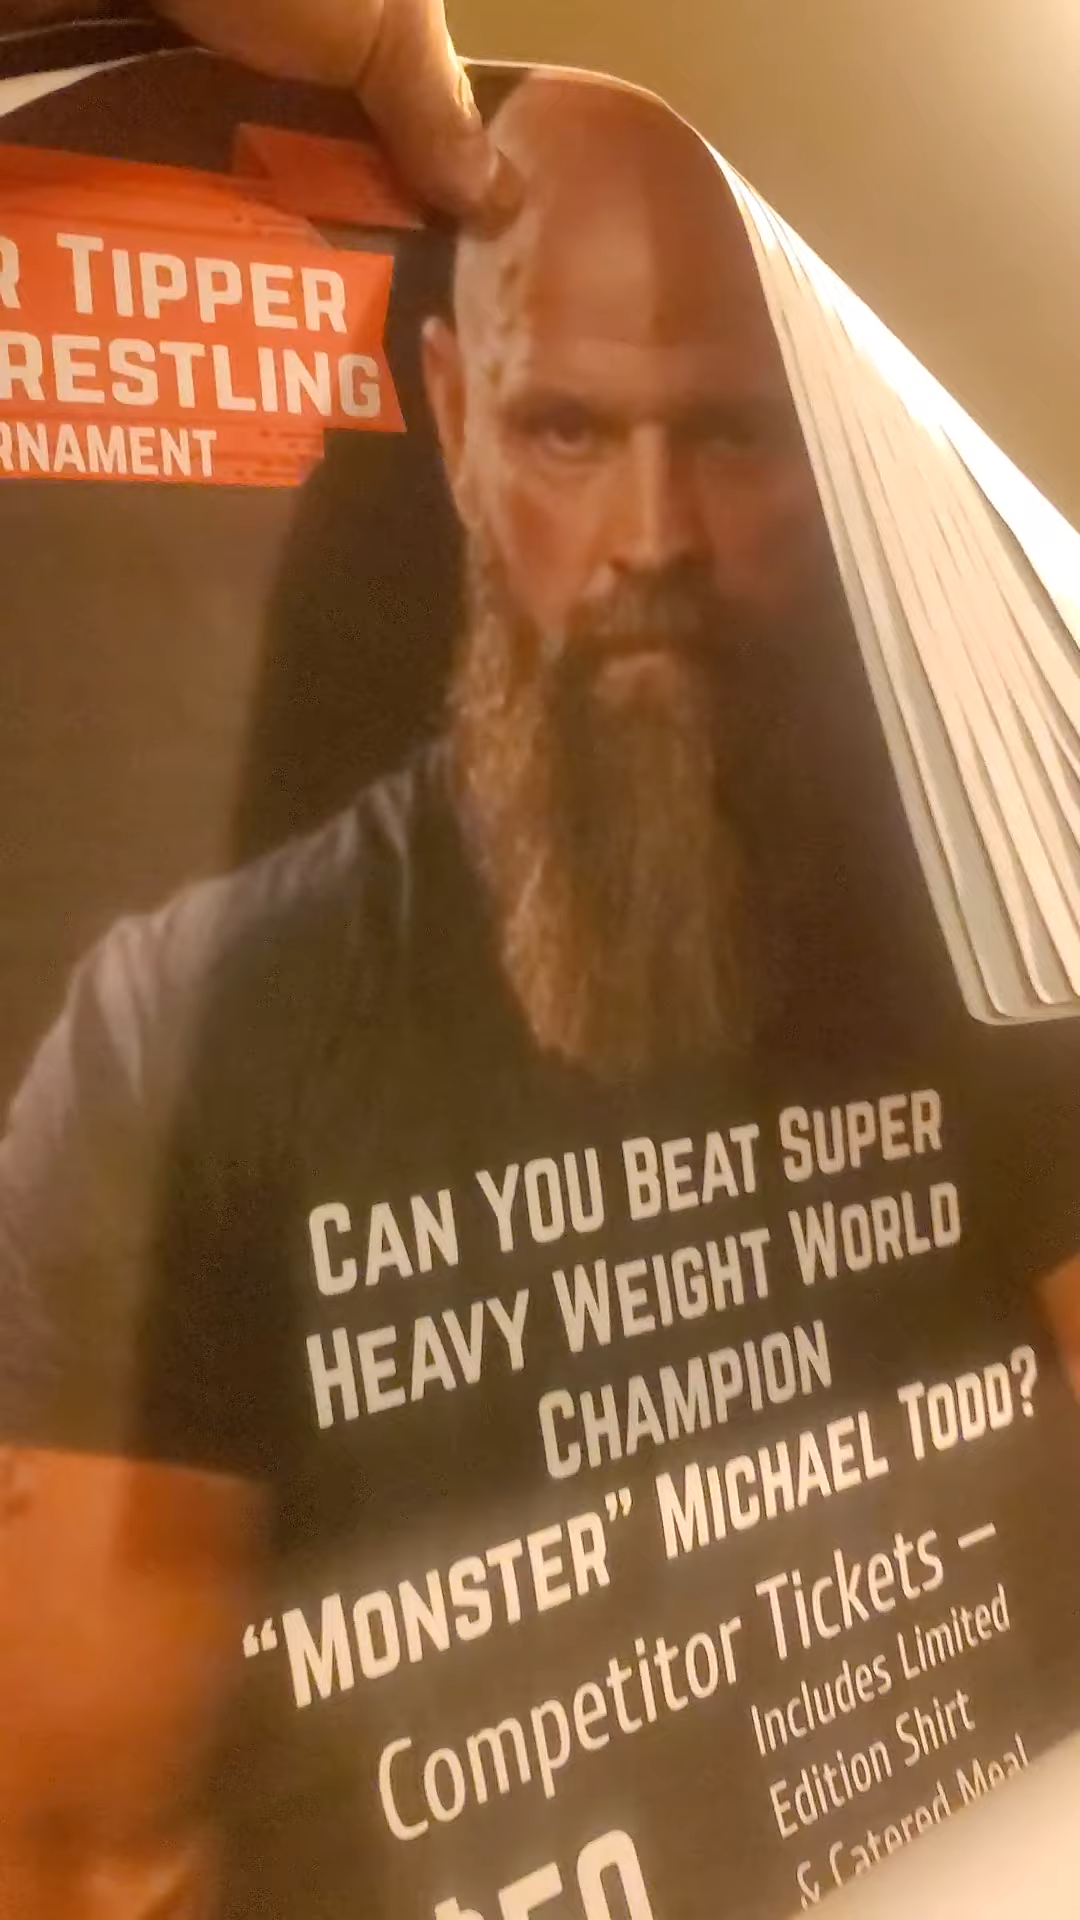 TIPPER
RESTLING
RNAMENT
CAN YOU BEAT SUPER
HEAVY WEIGHT WORLD
CHAMPION
“MONSTER” MICHAEL TODD?
Competitor Tickets –
Includes Limited
Edition Shirt
& Catered Meal